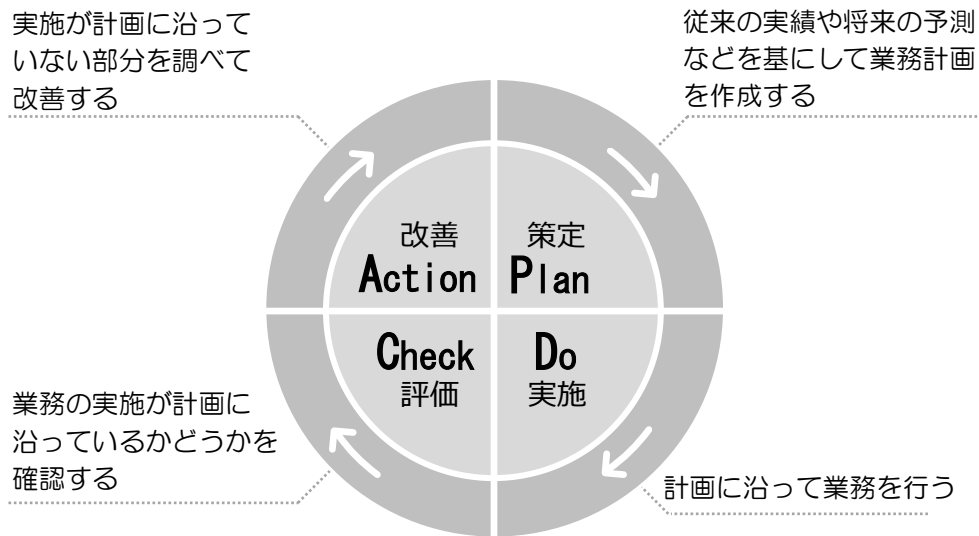 実施が計画に沿って
いない部分を調べて
改善する
従来の実績や将来の予測
などを基にして業務計画
を作成する
改善
Action
策定
Plan
Check
評価
Do
実施
業務の実施が計画に
沿っているかどうかを
確認する
計画に沿って業務を行う